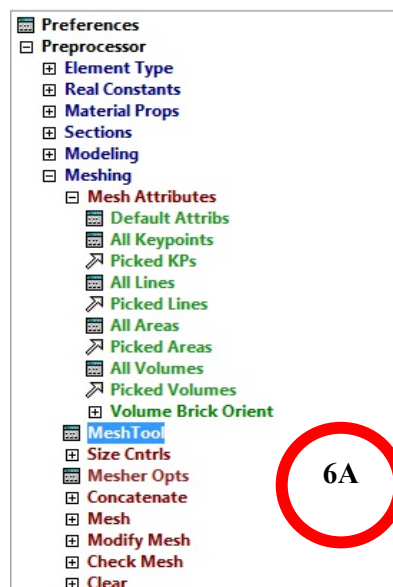 Preferences
Preprocessor
Element Type
Real Constants
Material Props
Sections
Modeling
Meshing
Mesh Attributes
Default Attribs
All Keypoints
Picked KPs
All Lines
Picked Lines
All Areas
Picked Areas
All Volumes
Picked Volumes
Volume Brick Orient
MeshTool
Size Cntrls
Mesher Opts
6A
Concatenate
Mesh
Modify Mesh
Check Mesh
Clear